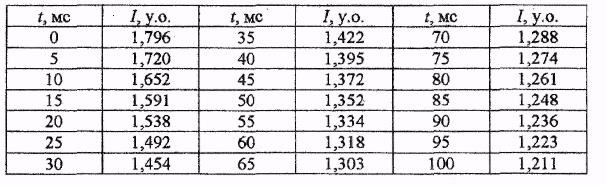 t, мс I, у.о. t, мс I, у.о. t, мс I, у.о.
0 1,796 35 1,422 70 1,288
5 1,720 40 1,395 75 1,274
10 1,652 45 1,372 80 1,261
15 1,591 50 1,352 85 1,248
20 1,538 55 1,334 90 1,236
25 1,492 60 1,318 95 1,223
30 1,454 65 1,303 100 1,211